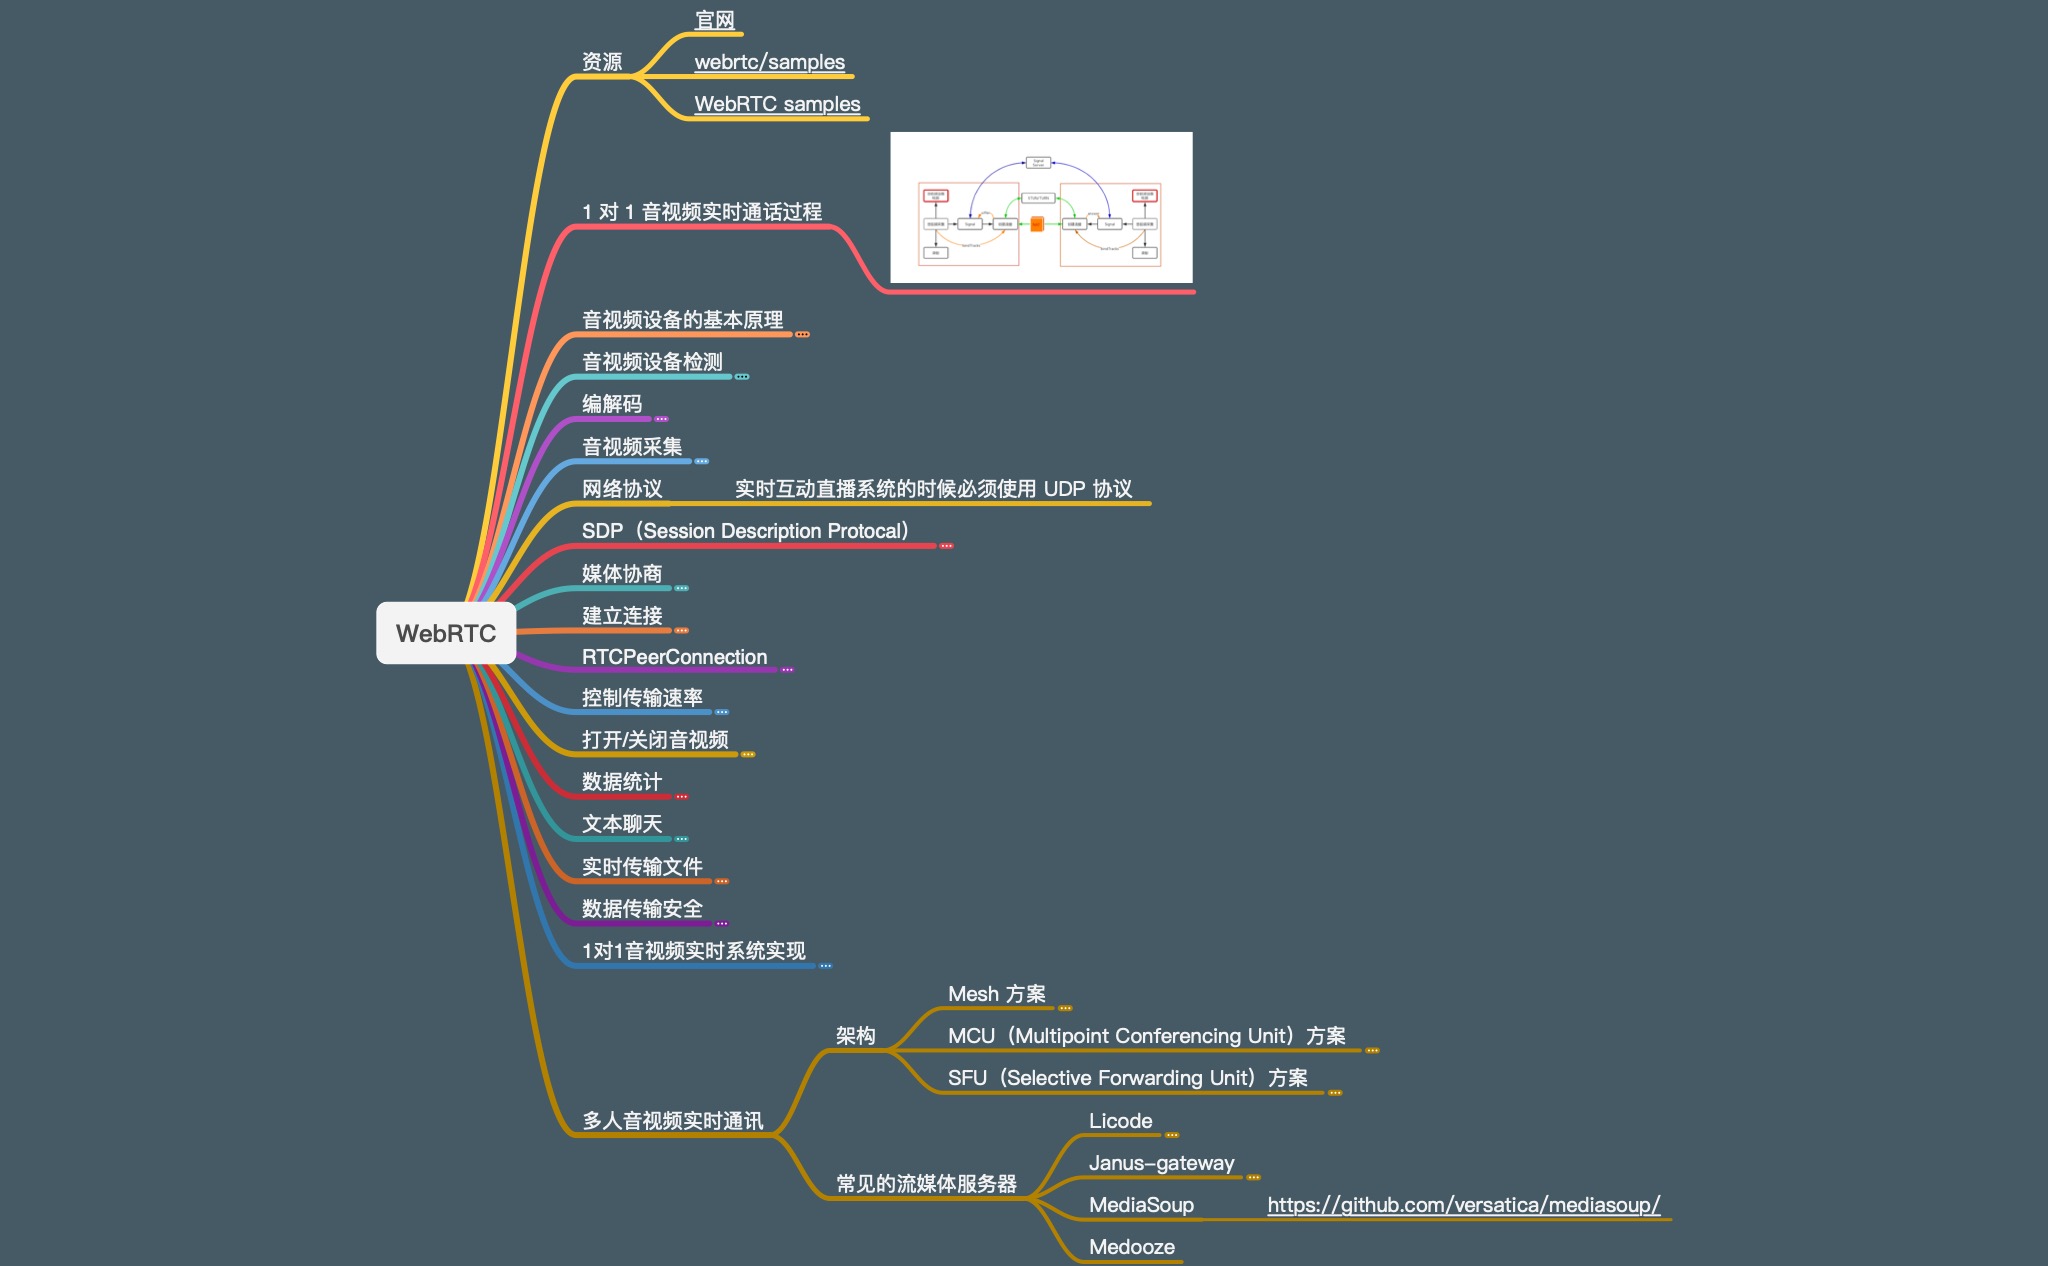 官网
资源
webrtc/samples
WebRTC samples
1 对 1 音视频实时通话过程
Signal
STUN/TURN
Signal
Signal
音视频设备的基本原理
音视频设备检测
编解码
音视频采集
网络协议
实时互动直播系统的时候必须使用 UDP 协议
SDP（Session Description Protocal）
媒体协商
建立连接
WebRTC
RTCPeerConnection
控制传输速率
打开/关闭音视频
数据统计
文本聊天
实时传输文件
数据传输安全
1对1音视频实时系统实现
Mesh 方案
架构
MCU（Multipoint Conferencing Unit）方案
SFU（Selective Forwarding Unit）方案
多人音视频实时通讯
Licode
Janus-gateway
常见的流媒体服务器
MediaSoup
https://github.com/versatica/mediasoup/
Medooze